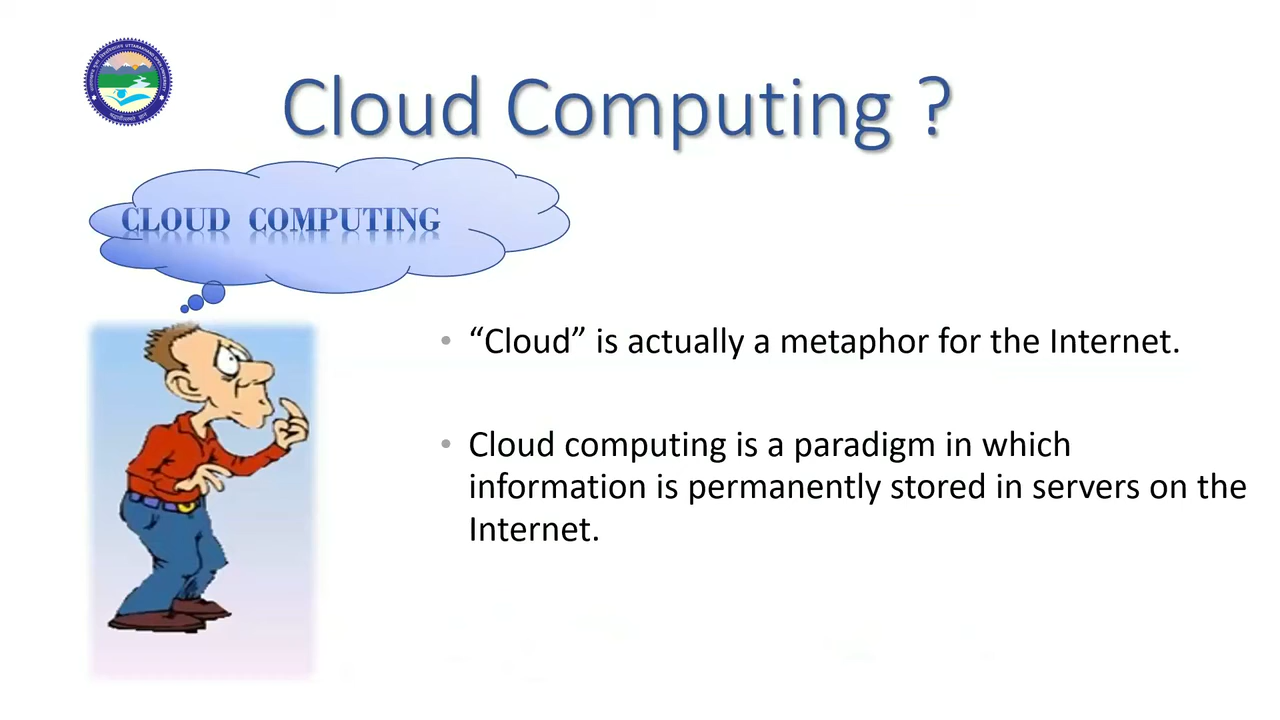 Cloud Computing ?
CLOUD COMPUTING
• “Cloud” is actually a metaphor for the Internet.
• Cloud computing is a paradigm in which
information is permanently stored in servers on the
Internet.